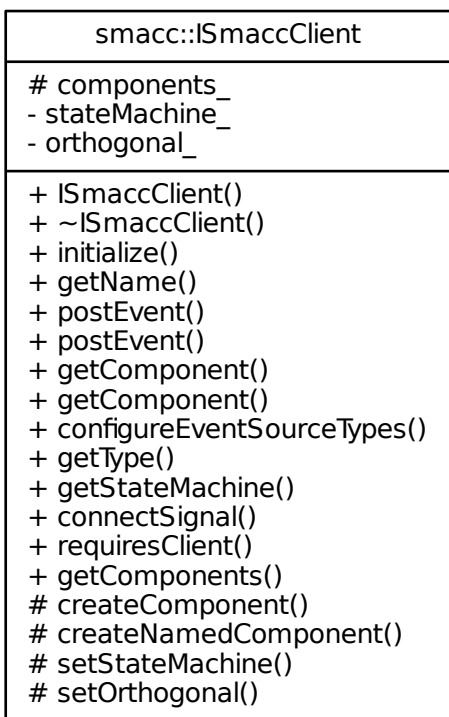 smacc::ISmaccClient
# components_
- stateMachine_
- orthogonal_
+ ISmaccClient()
+ ~ISmaccClient()
+ initialize()
+ getName()
+ postEvent()
+ postEvent()
+ getComponent()
+ getComponent()
+ configureEventSourceTypes()
+ getType()
+ getStateMachine()
+ connectSignal()
+ requiresClient()
+ getComponents()
# createComponent()
# createNamedComponent()
# setStateMachine()
# setOrthogonal()